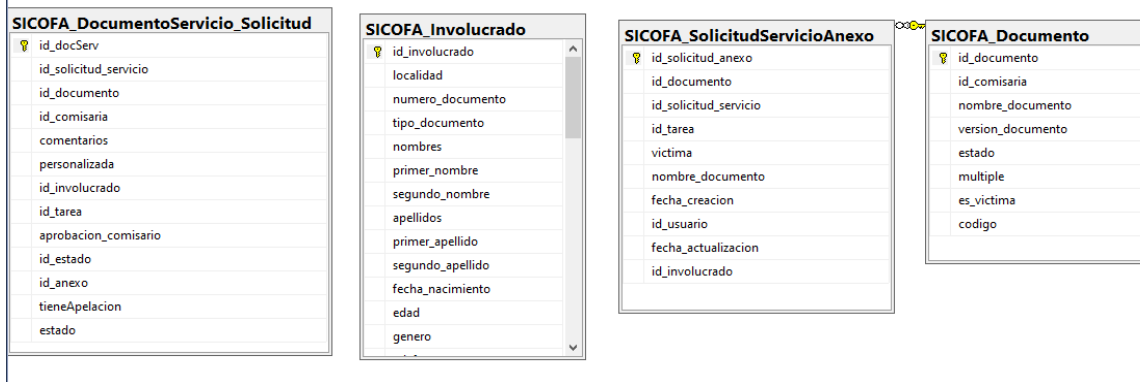 SICOFA_DocumentoServicio_Solicitud
id_docServ
id_solicitud_servicio
id_documento
id_comisaria
comentarios
personalizada
id_involucrado
id_tarea
aprobacion_comisario
id_estado
id_anexo
tieneApelacion
estado
SICOFA_Involucrado
id_involucrado
localidad
numero_documento
tipo_documento
nombres
primer_nombre
segundo_nombre
apellidos
primer_apellido
segundo_apellido
fecha_nacimiento
edad
genero
SICOFA_SolicitudServicioAnexo
id_solicitud_anexo
id_documento
id_solicitud_servicio
id_tarea
victima
nombre_documento
fecha_creacion
id_usuario
fecha_actualizacion
id_involucrado
SICOFA_Documento
id_documento
id_comisaria
nombre_documento
version_documento
estado
multiple
es_victima
codigo